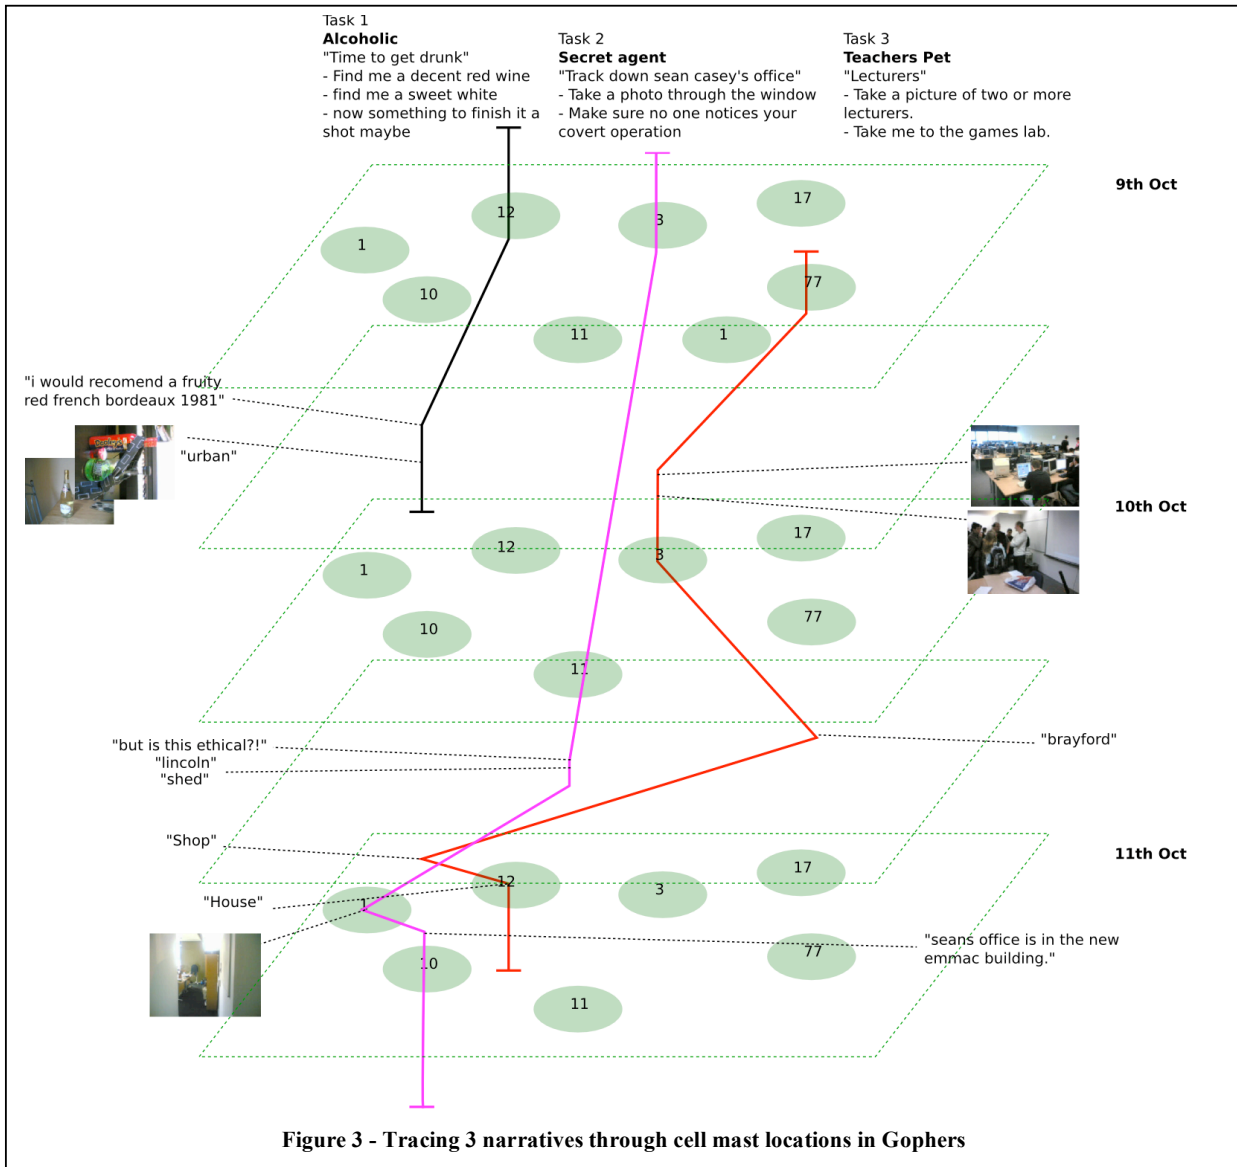 Task 1
Alcoholic
"Time to get drunk"
- Find me a decent red wine
- find me a sweet white
- now something to finish it a
shot maybe
Task 2
Secret agent
"Track down sean casey's office"
- Take a photo through the window
- Make sure no one notices your
covert operation
Task 3
Teachers Pet
"Lecturers"
- Take a picture of two or more
lecturers.
- Take me to the games lab.
9th Oct
17
12
3
1
77
10
11
1
"i would recomend a fruity
red french bordeaux 1981"
"urban"
10th Oct
17
12
3
1
77
10
11
"but is this ethical?!"
"lincoln"
"shed"
"brayford"
"Shop"
11th Oct
17
12
3
1
"House"
77
10
11
"seans office is in the new
emmac building."
Figure 3 - Tracing 3 narratives through cell mast locations in Gophers